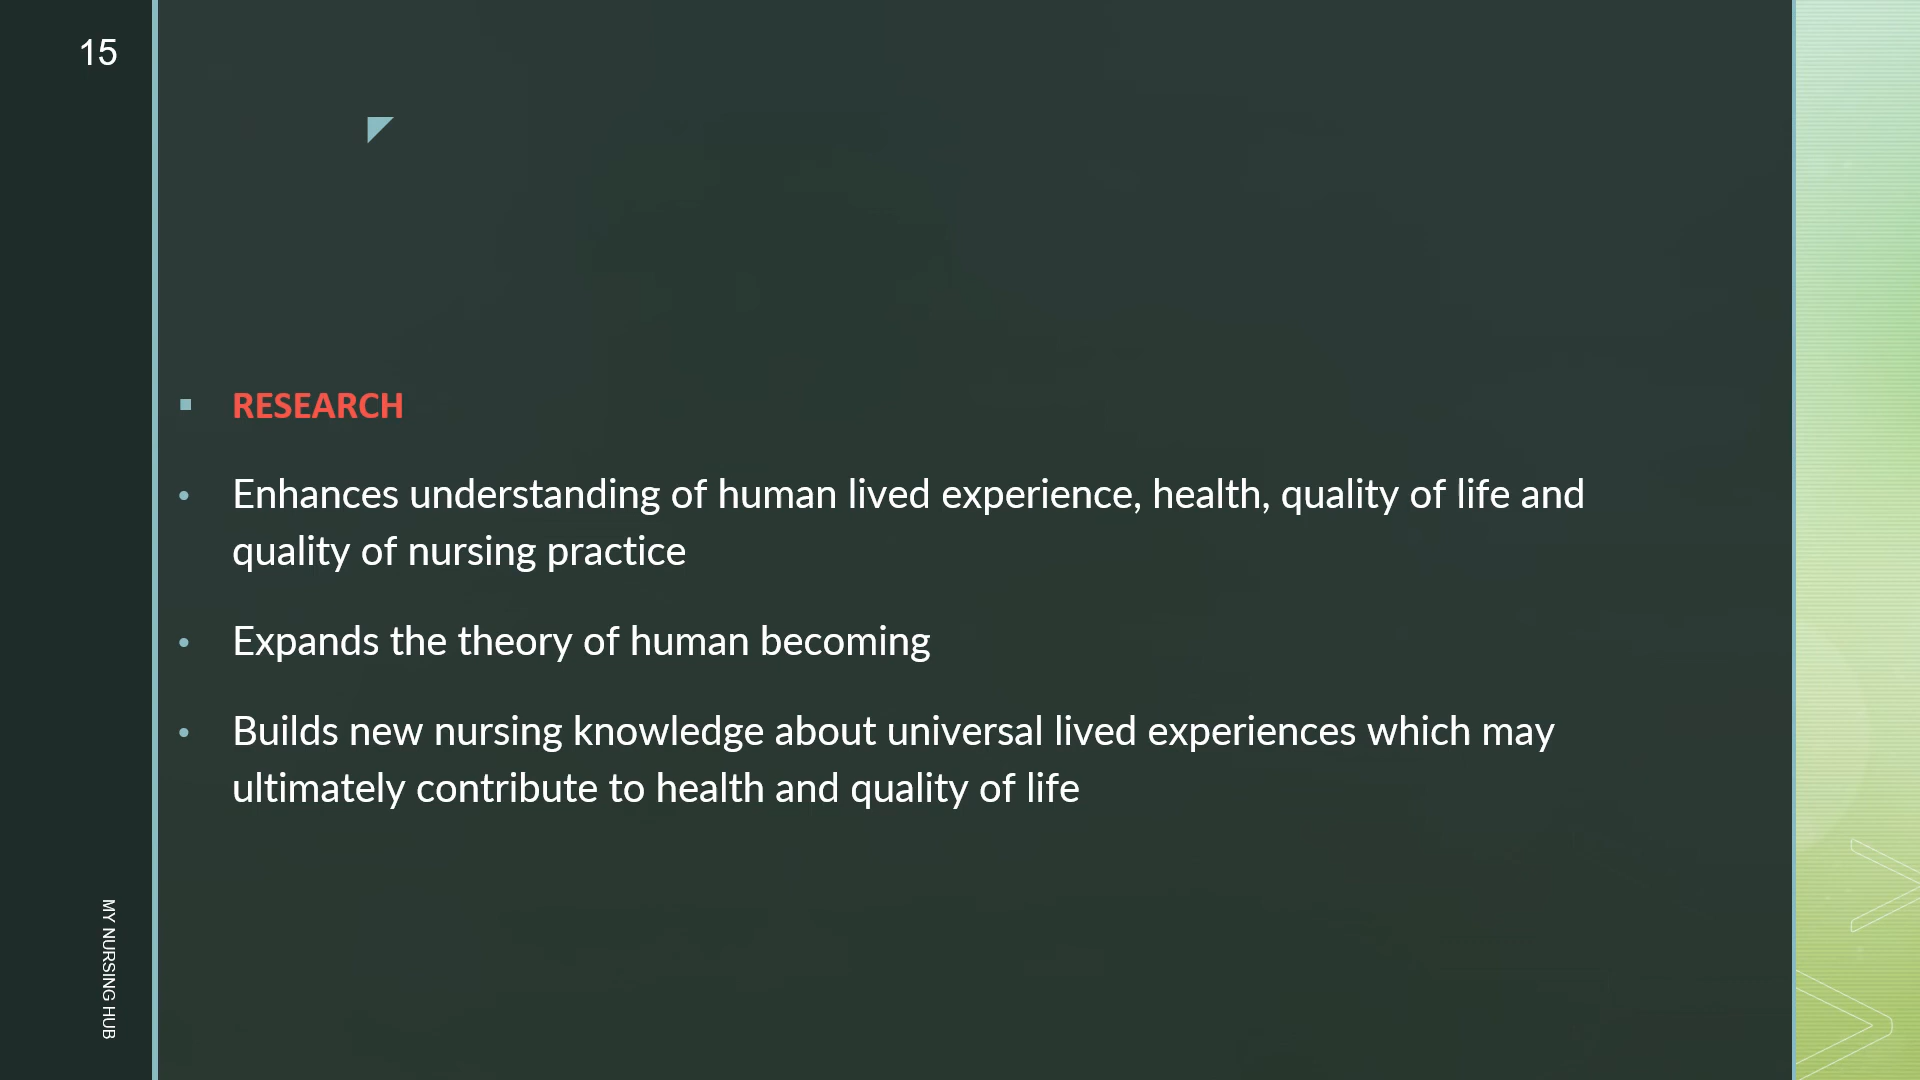 15
▪ RESEARCH
• Enhances understanding of human lived experience, health, quality of life and
quality of nursing practice
• Expands the theory of human becoming
• Builds new nursing knowledge about universal lived experiences which may
ultimately contribute to health and quality of life
MY NURSING HUB